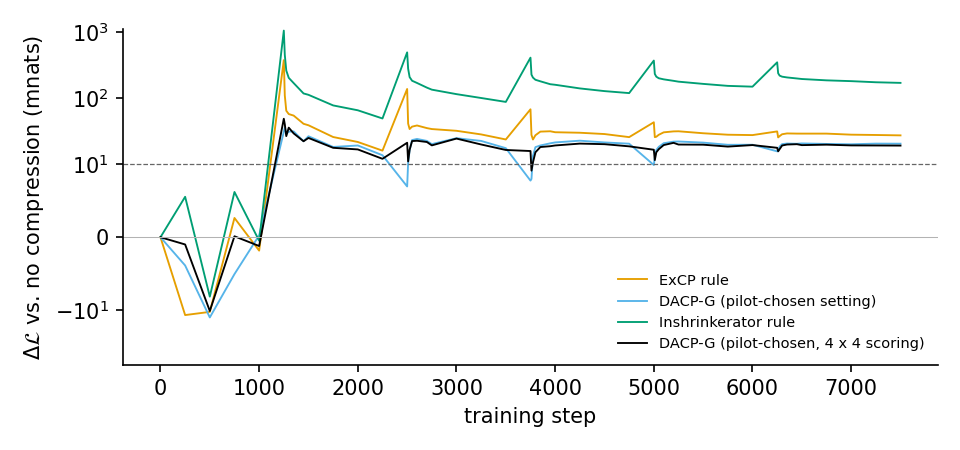 10³
10²
10¹
0
−10¹
Δℒ vs. no compression (mnats)
ExCP rule
DACP-G (pilot-chosen setting)
Inshrinkerator rule
DACP-G (pilot-chosen, 4 x 4 scoring)
0 1000 2000 3000 4000 5000 6000 7000
training step